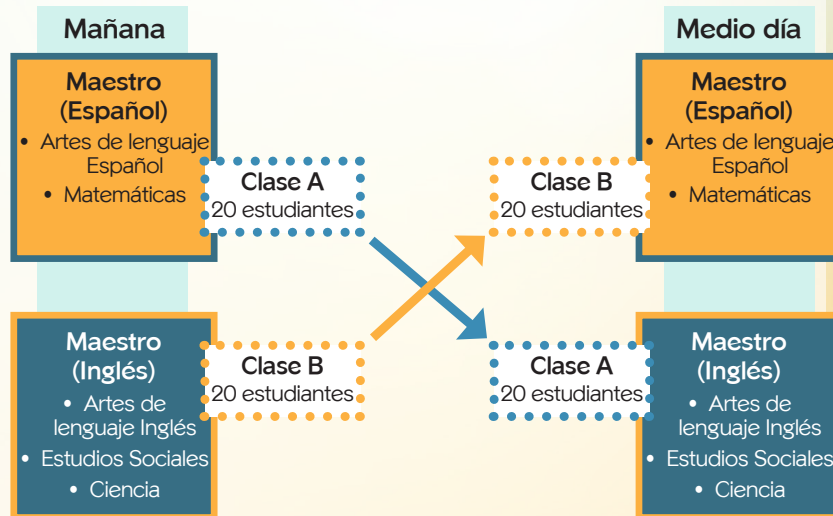 Mañana
Maestro
(Español)
• Artes de lenguaje
Español
• Matemáticas
Clase A
20 estudiantes
Maestro
(Inglés)
• Artes de
lenguaje Inglés
• Estudios Sociales
• Ciencia
Clase B
20 estudiantes
Medio día
Maestro
(Español)
• Artes de lenguaje
Español
• Matemáticas
Clase B
20 estudiantes
Maestro
(Inglés)
• Artes de
lenguaje Inglés
• Estudios Sociales
• Ciencia
Clase A
20 estudiantes